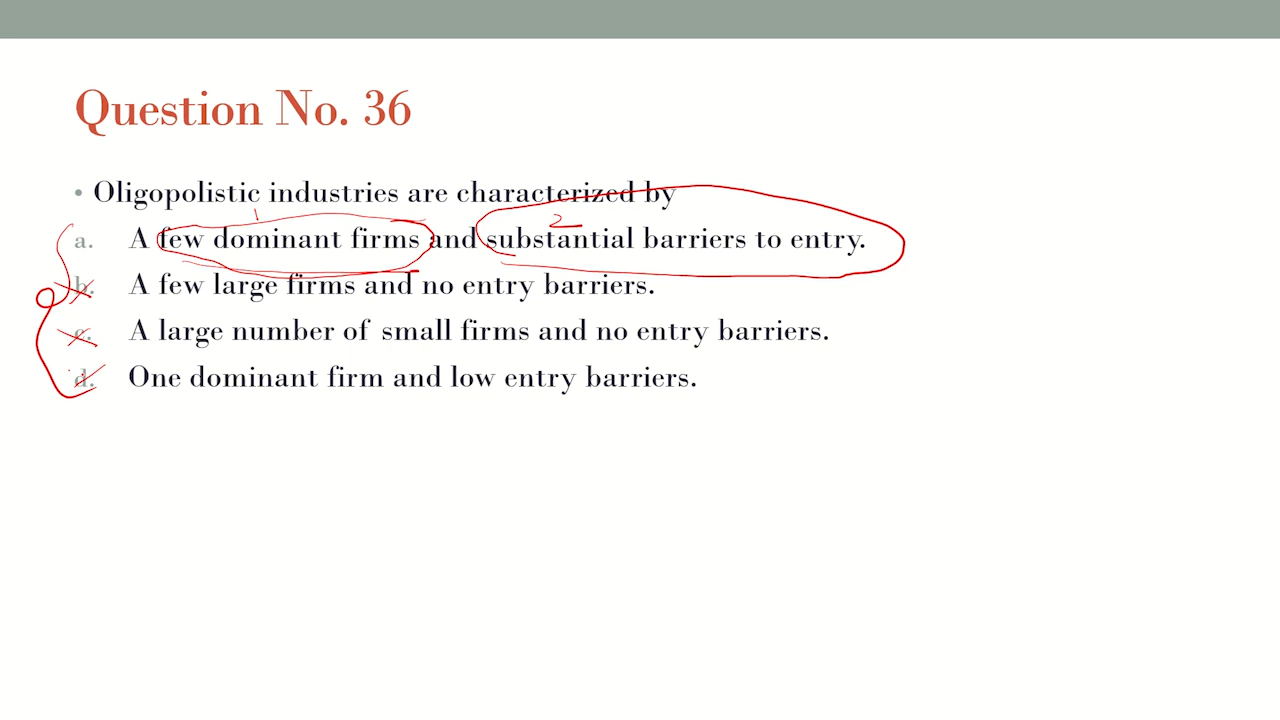 Question No. 36
• Oligopolistic industries are characterized by
1
2
a. A few dominant firms and substantial barriers to entry.
b. A few large firms and no entry barriers.
c. A large number of small firms and no entry barriers.
d. One dominant firm and low entry barriers.